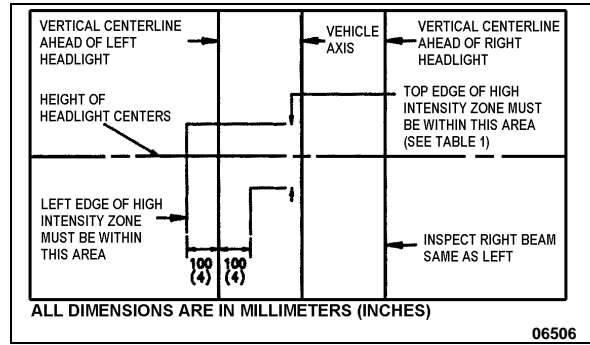 VERTICAL CENTERLINE
AHEAD OF LEFT
HEADLIGHT
VEHICLE
AXIS
VERTICAL CENTERLINE
AHEAD OF RIGHT
HEADLIGHT
HEIGHT OF
HEADLIGHT CENTERS
TOP EDGE OF HIGH
INTENSITY ZONE MUST
BE WITHIN THIS AREA
(SEE TABLE 1)
LEFT EDGE OF HIGH
INTENSITY ZONE
MUST BE WITHIN
THIS AREA
100
(4)
100
(4)
INSPECT RIGHT BEAM
SAME AS LEFT
ALL DIMENSIONS ARE IN MILLIMETERS (INCHES)
06506